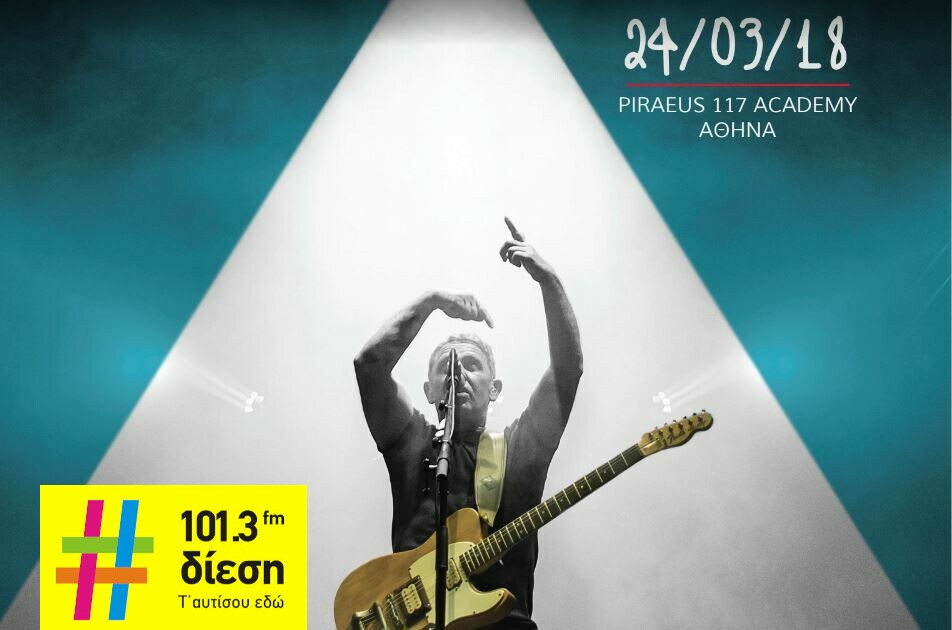 24/03/18
PIRAEUS 117 ACADEMY
ΑΘΗΝΑ
101.3 fm
δίεση
Τ'αυτίσου εδώ